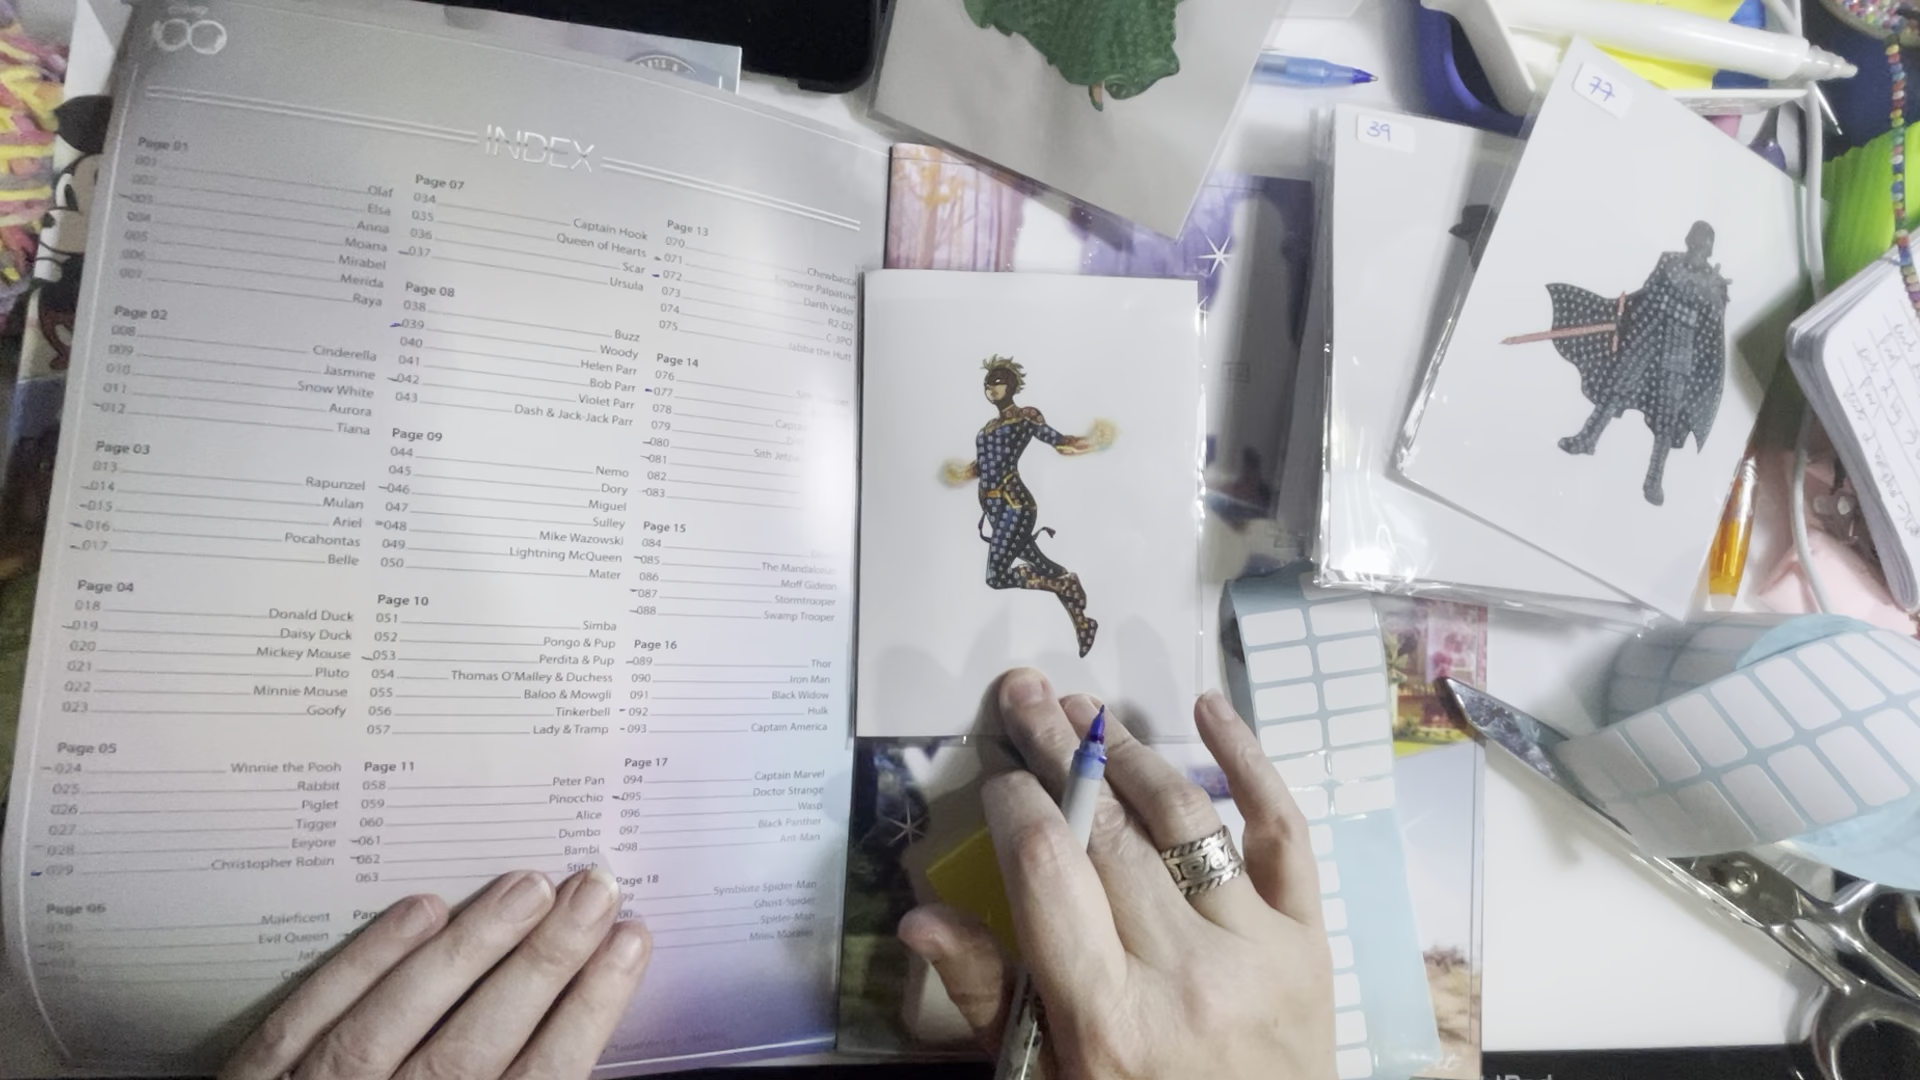 100
INDEX
Page 01
001 Olaf
002 Elsa
003 Anna
004 Moana
005 Mirabel
006 Merida
007 Raya
Page 02
008 Cinderella
009 Jasmine
010 Snow White
011 Aurora
012 Tiana
Page 03
013 Rapunzel
014 Mulan
015 Ariel
016 Pocahontas
017 Belle
Page 04
018 Donald Duck
019 Daisy Duck
020 Mickey Mouse
021 Pluto
022 Minnie Mouse
023 Goofy
Page 05
024 Winnie the Pooh
025 Rabbit
026 Piglet
027 Tigger
028 Eeyore
029 Christopher Robin
Page 06
030 Maleficent
031 Evil Queen
Page 07
034 Captain Hook
035 Queen of Hearts
036 Scar
037 Ursula
Page 08
038 Buzz
039 Woody
040 Helen Parr
041 Bob Parr
042 Violet Parr
043 Dash & Jack-Jack Parr
Page 09
044 Nemo
045 Dory
046 Miguel
047 Sulley
048 Mike Wazowski
049 Lightning McQueen
050 Mater
Page 10
051 Simba
052 Pongo & Pup
053 Perdita & Pup
054 Thomas O'Malley & Duchess
055 Baloo & Mowgli
056 Tinkerbell
057 Lady & Tramp
Page 11
058 Peter Pan
059 Pinocchio
060 Alice
061 Dumbo
062 Bambi
063 Stitch
Page 13
070 Chewbacca
071 Emperor Palpatine
072 Darth Vader
073 R2-D2
074 C-3PO
075 Jabba the Hutt
Page 14
076
077
078
079
080
081
082
083
Page 15
084
085 The Mandalorian
086 Moff Gideon
087 Stormtrooper
088 Swamp Trooper
Page 16
089 Thor
090 Iron Man
091 Black Widow
092 Hulk
093 Captain America
Page 17
094 Captain Marvel
095 Doctor Strange
096 Wasp
097 Black Panther
098 Ant-Man
Page 18
Symbiote Spider-Man
Ghost-Spider
Spider-Man
Miles Morales
39
77